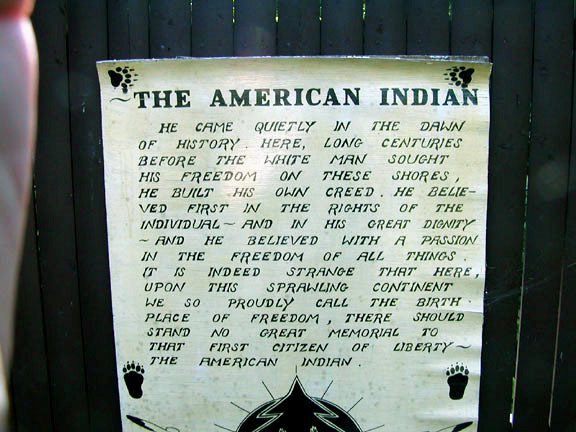 ~THE AMERICAN INDIAN
HE CAME QUIETLY IN THE DAWN
OF HISTORY. HERE, LONG CENTURIES
BEFORE THE WHITE MAN SOUGHT
HIS FREEDOM ON THESE SHORES,
HE BUILT HIS OWN CREED. HE BELIE-
VED FIRST IN THE RIGHTS OF THE
INDIVIDUAL~AND IN HIS GREAT DIGNITY
~AND HE BELIEVED WITH A PASSION
IN THE FREEDOM OF ALL THINGS.
IT IS INDEED STRANGE THAT HERE,
UPON THIS SPRAWLING CONTINENT
WE SO PROUDLY CALL THE BIRTH-
PLACE OF FREEDOM, THERE SHOULD
STAND NO GREAT MEMORIAL TO
THAT FIRST CITIZEN OF LIBERTY~
THE AMERICAN INDIAN.